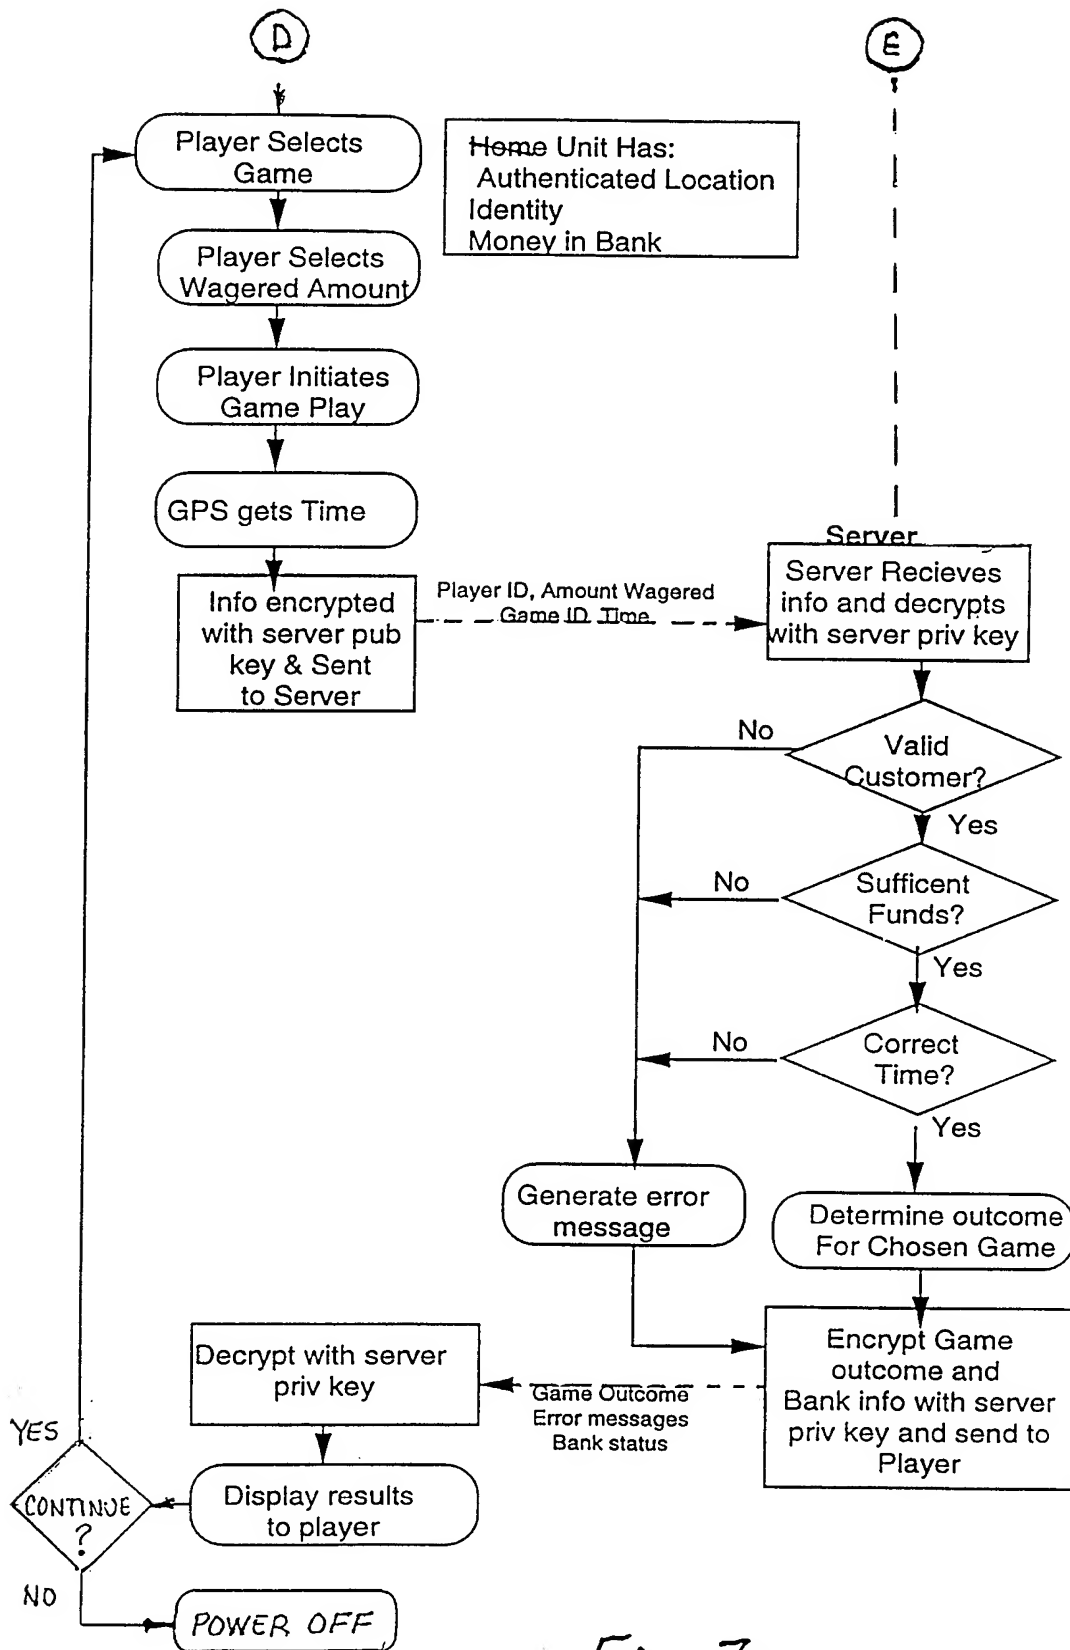 D
E
Player Selects
Game
Home Unit Has:
Authenticated Location
Identity
Money in Bank
Player Selects
Wagered Amount
Player Initiates
Game Play
GPS gets Time
Info encrypted
with server pub
key & Sent
to Server
Player ID, Amount Wagered
Game ID, Time
Server
Server Recieves
info and decrypts
with server priv key
Valid
Customer?
No
Yes
Sufficent
Funds?
No
Yes
Correct
Time?
No
Yes
Generate error
message
Determine outcome
For Chosen Game
Encrypt Game
outcome and
Bank info with server
priv key and send to
Player
Game Outcome
Error messages
Bank status
Decrypt with server
priv key
Display results
to player
YES
CONTINUE
?
NO
POWER OFF